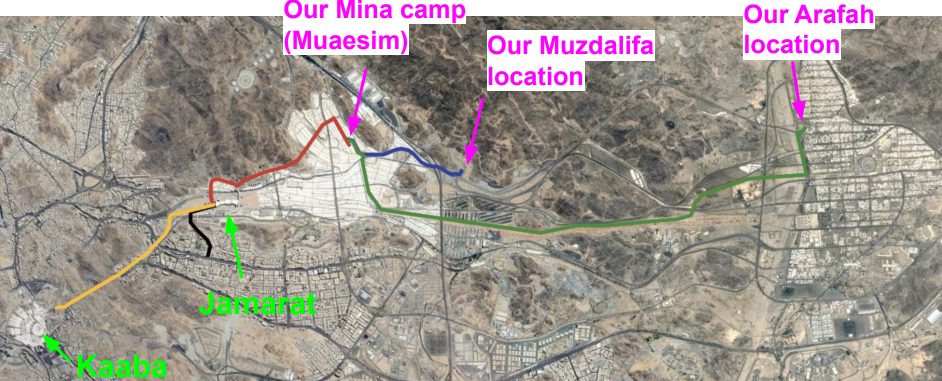 Our Mina camp
(Muaesim)
Our Muzdalifa
location
Our Arafah
location
Jamarat
Kaaba